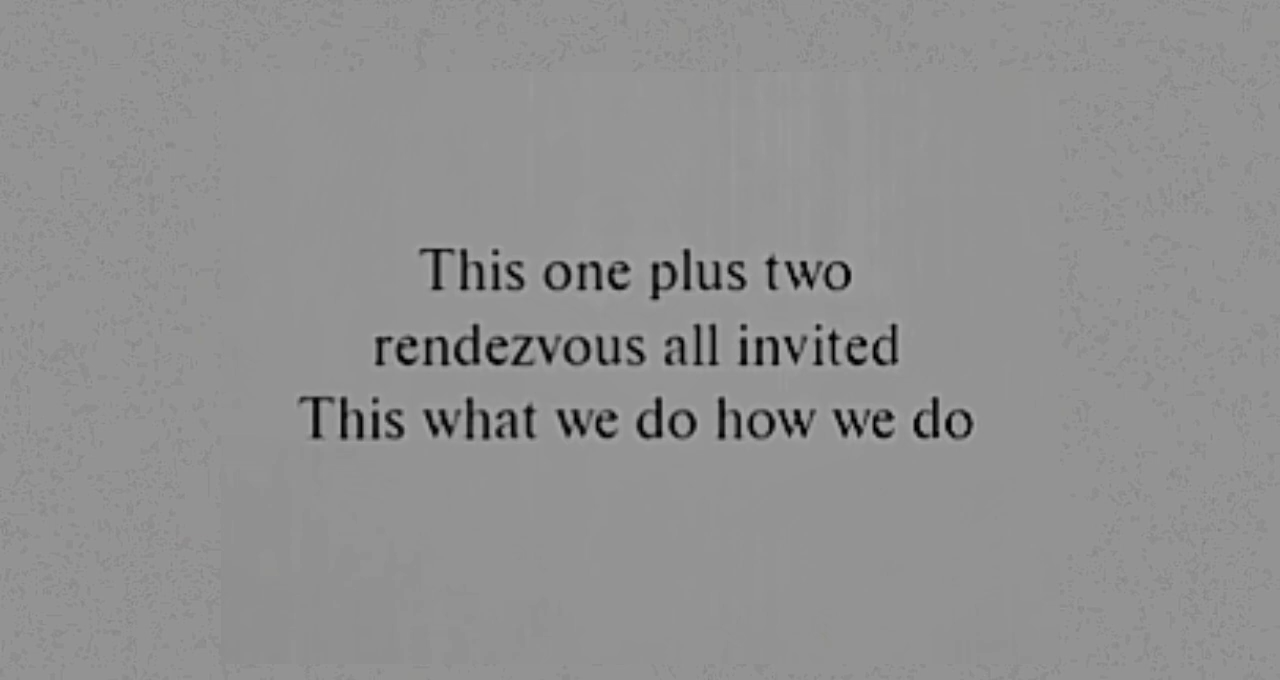 This one plus two
rendezvous all invited
This what we do how we do